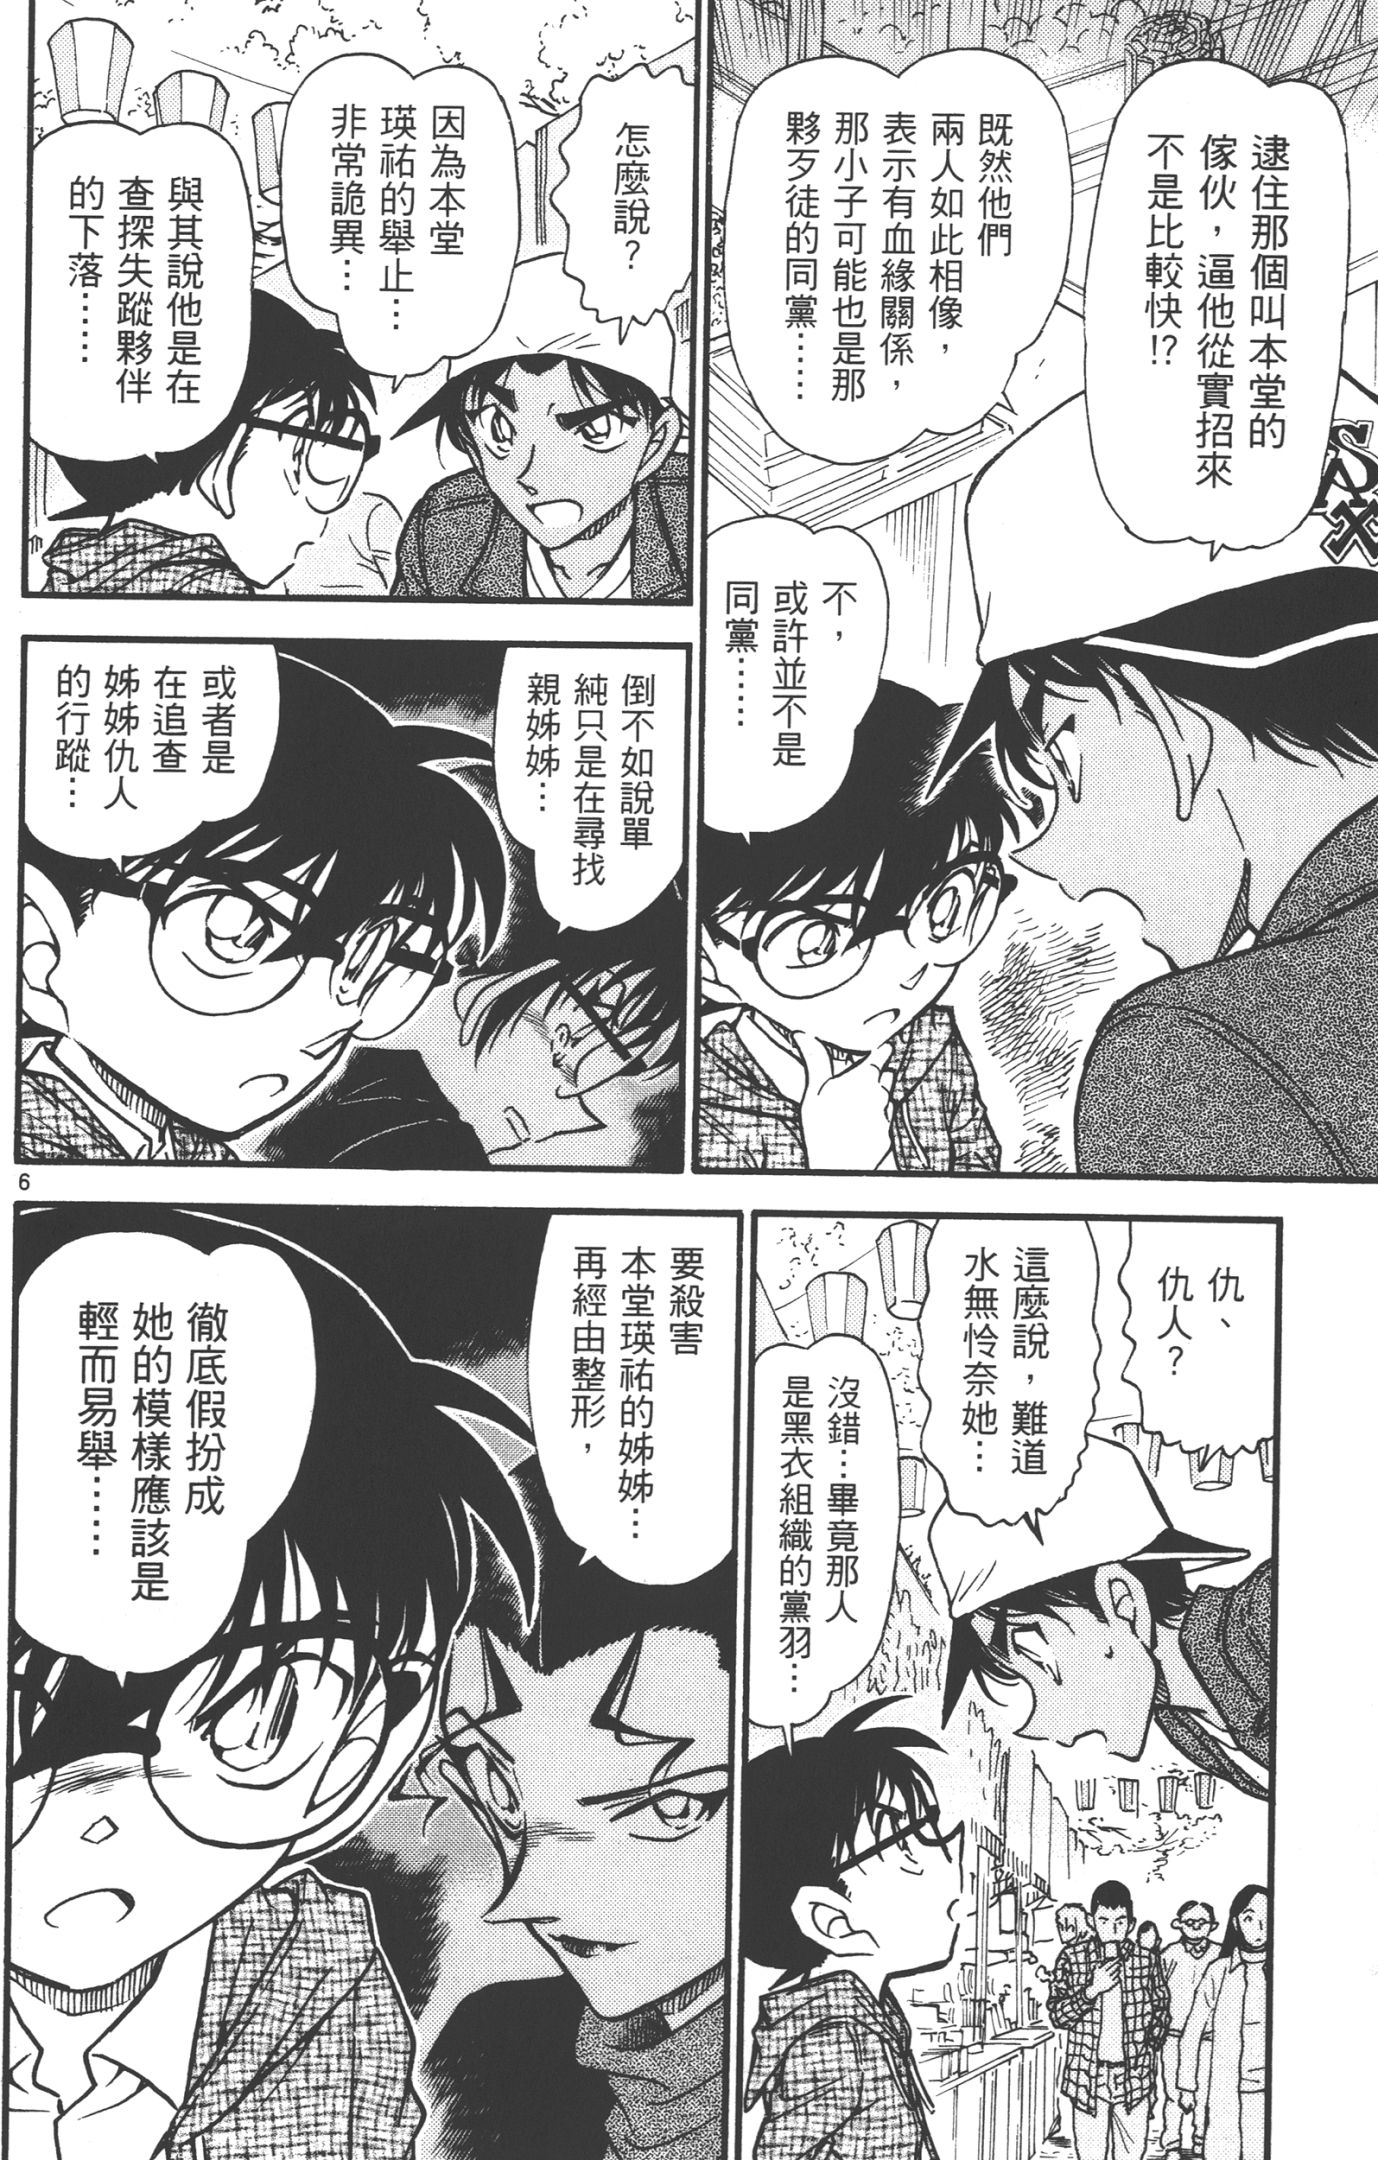 逮住那個叫本堂的
傢伙，逼他從實招來
不是比較快!?
既然他們
兩人如此相像，
表示有血緣關係，
那小子可能也是那
夥歹徒的同黨……
不，
或許並不是
同黨……
怎麼說？
因為本堂
瑛祐的舉止…
非常詭異…
與其說他是在
查探失蹤夥伴
的下落……
倒不如說單
純只是在尋找
親姊姊…
或者是
在追查
姊姊仇人
的行蹤…
仇、
仇人？
這麼說，難道
水無怜奈她…
沒錯…畢竟那人
是黑衣組織的黨羽…
要殺害
本堂瑛祐的姊姊…
再經由整形，
徹底假扮成
她的模樣應該是
輕而易舉……
6